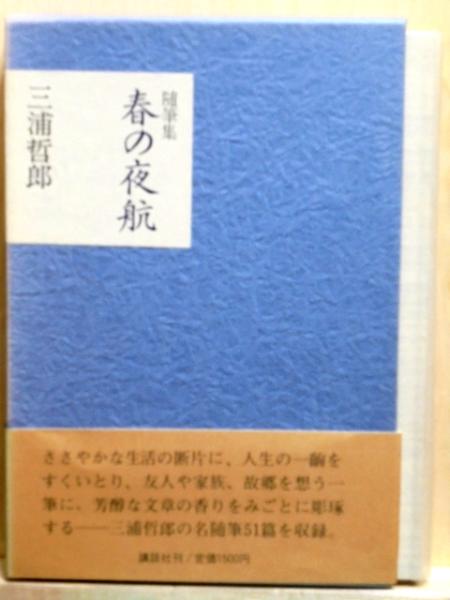 随筆集
春の夜航
三浦哲郎
ささやかな生活の断片に、人生の一齣を
すくいとり、友人や家族、故郷を想う一
筆に、芳醇な文章の香りをみごとに彫琢
する——三浦哲郎の名随筆51篇を収録。
講談社刊/定価1500円